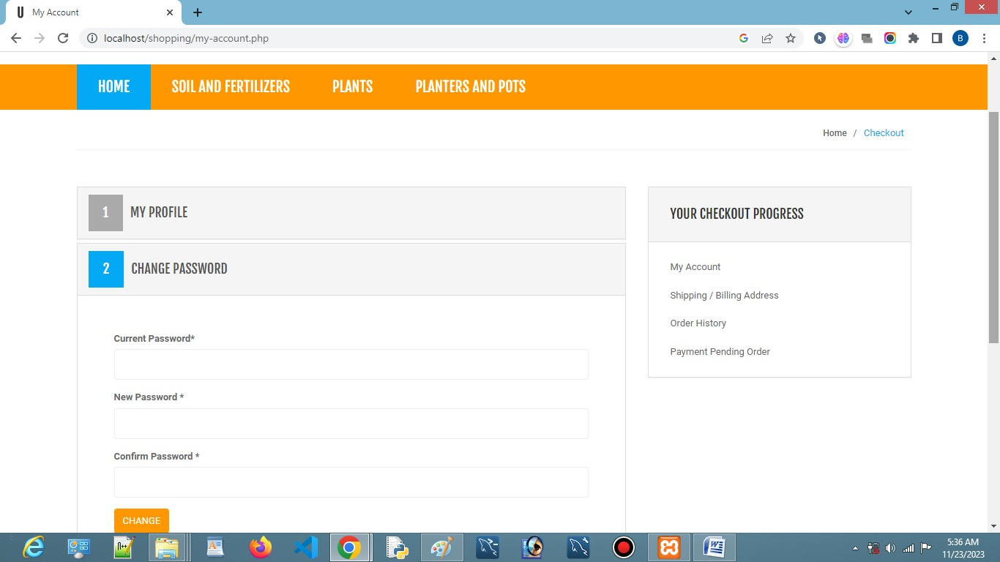 My Account
localhost/shopping/my-account.php
B
HOME SOIL AND FERTILIZERS PLANTS PLANTERS AND POTS
Home / Checkout
1 MY PROFILE
2 CHANGE PASSWORD
Current Password*
New Password *
Confirm Password *
CHANGE
YOUR CHECKOUT PROGRESS
My Account
Shipping / Billing Address
Order History
Payment Pending Order
5:36 AM
11/23/2023